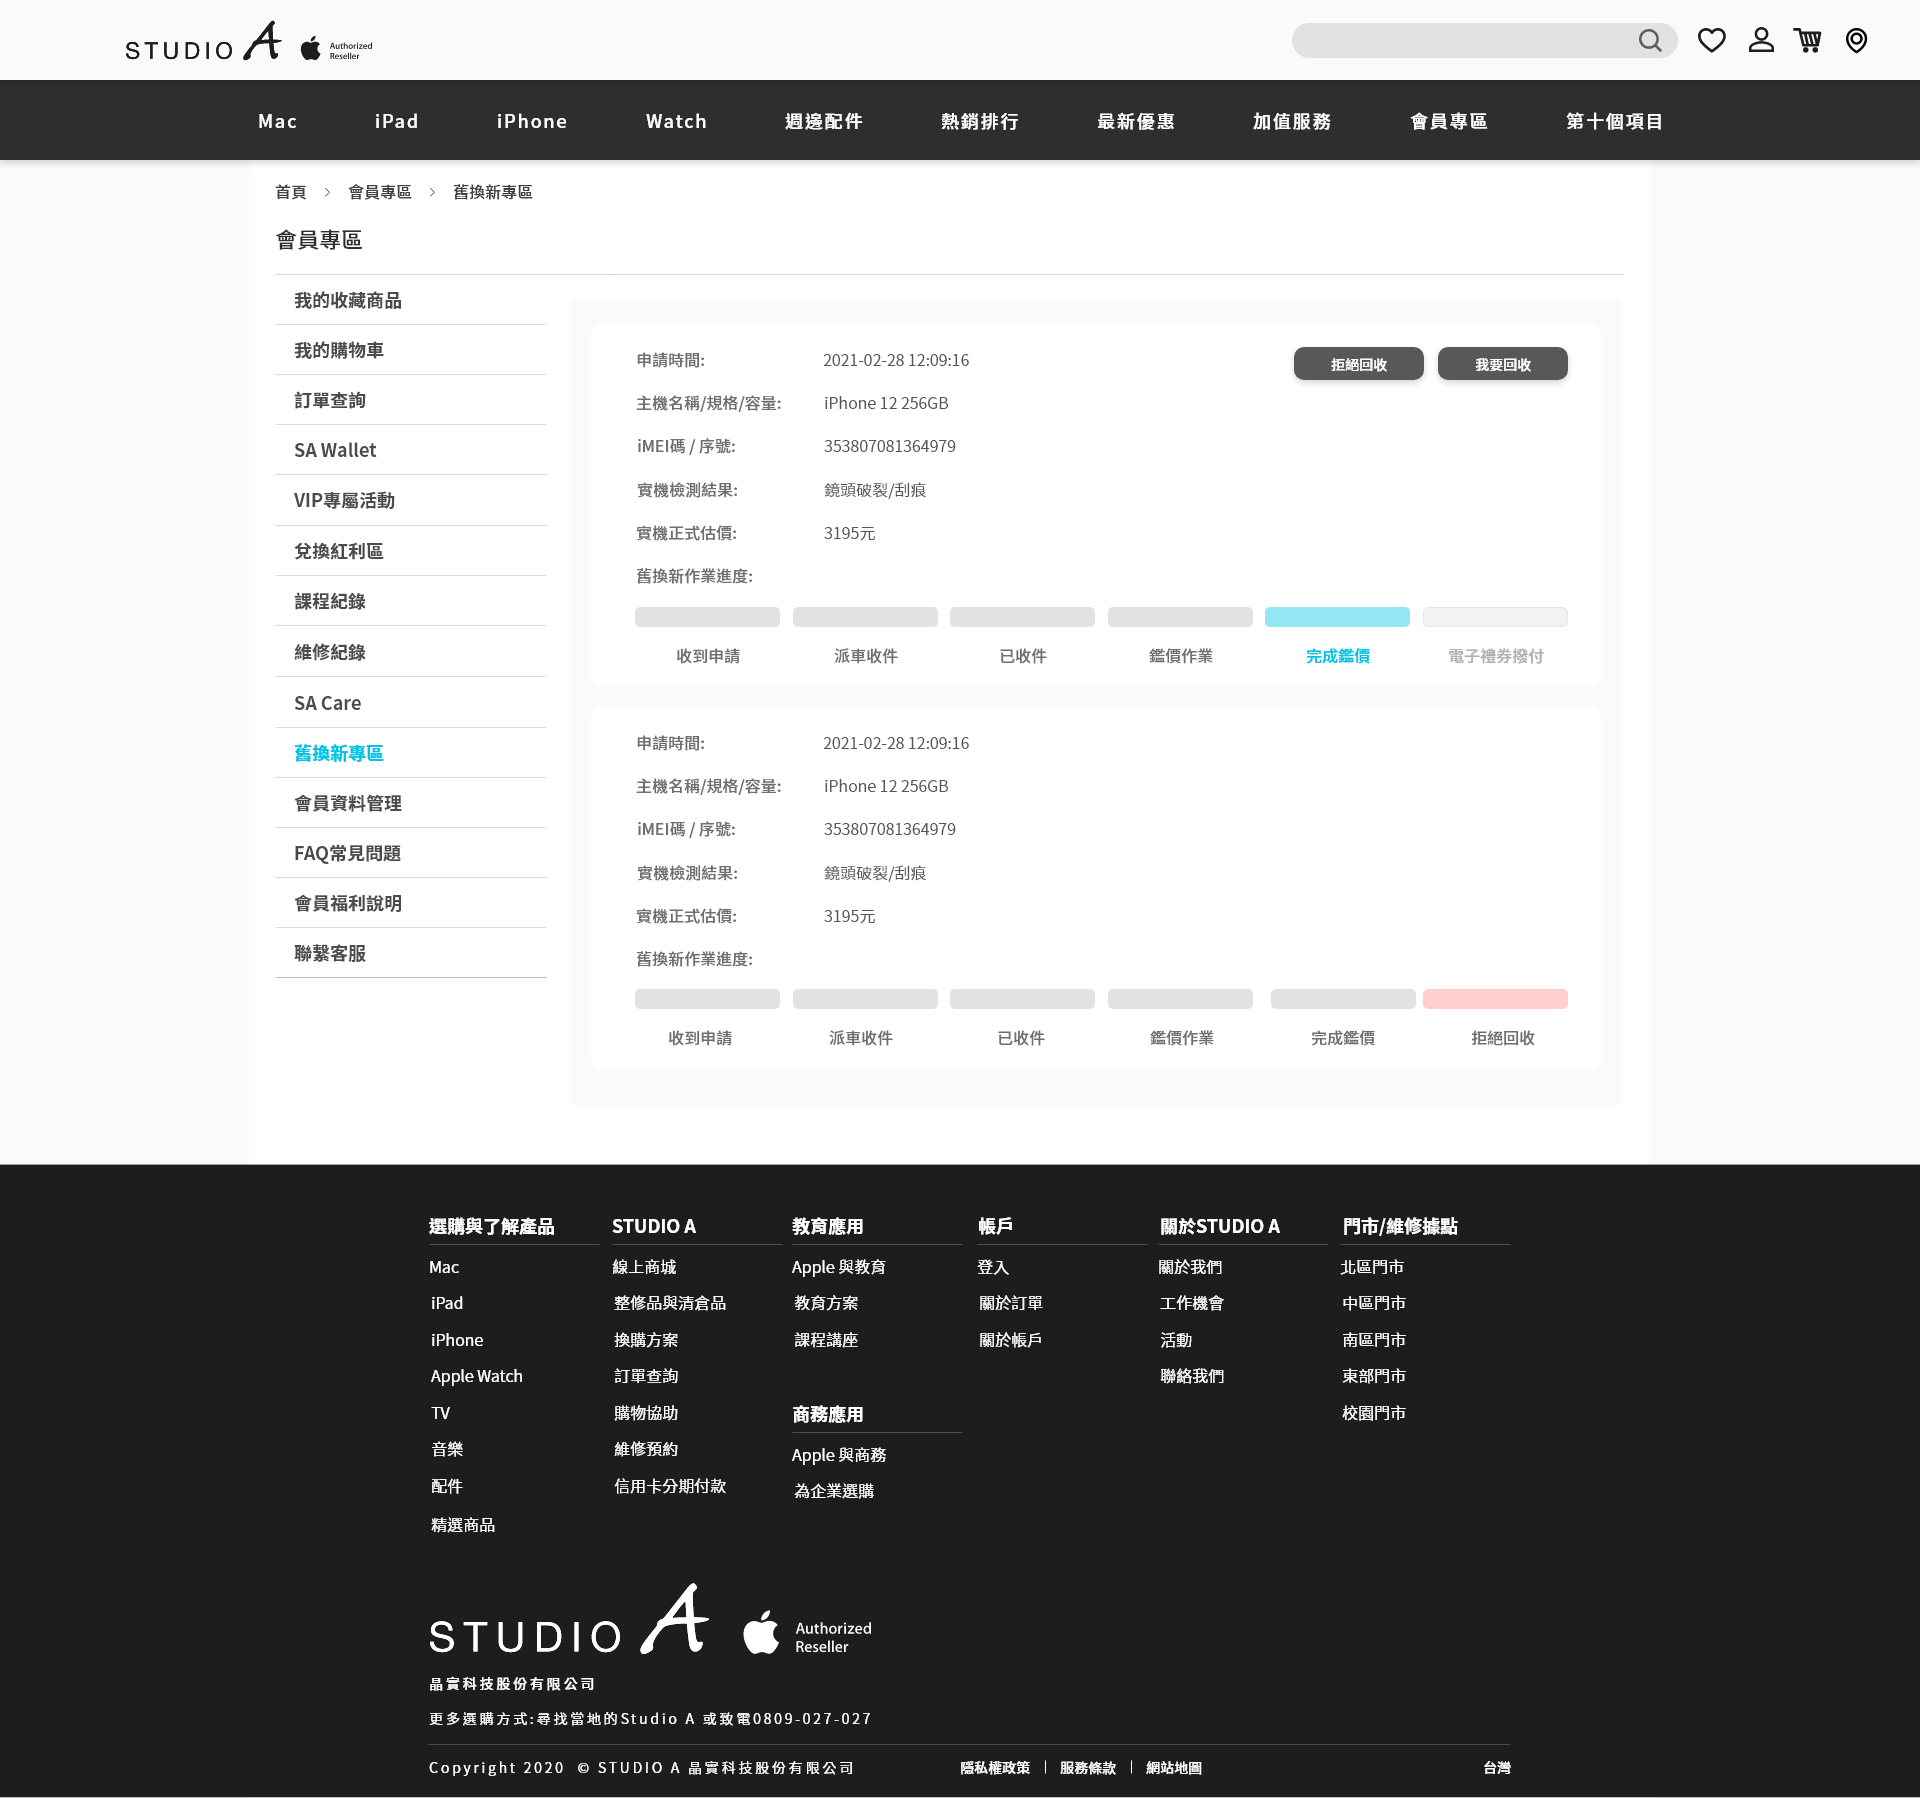 STUDIO A Authorized Reseller
Mac iPad iPhone Watch 週邊配件 熱銷排行 最新優惠 加值服務 會員專區 第十個項目
首頁 > 會員專區 > 舊換新專區
會員專區
我的收藏商品
我的購物車
訂單查詢
SA Wallet
VIP專屬活動
兌換紅利區
課程紀錄
維修紀錄
SA Care
舊換新專區
會員資料管理
FAQ常見問題
會員福利說明
聯繫客服
申請時間: 2021-02-28 12:09:16 拒絕回收 我要回收
主機名稱/規格/容量: iPhone 12 256GB
iMEI碼 / 序號: 353807081364979
實機檢測結果: 鏡頭破裂/刮痕
實機正式估價: 3195元
舊換新作業進度:
收到申請 派車收件 已收件 鑑價作業 完成鑑價 電子禮券撥付
申請時間: 2021-02-28 12:09:16
主機名稱/規格/容量: iPhone 12 256GB
iMEI碼 / 序號: 353807081364979
實機檢測結果: 鏡頭破裂/刮痕
實機正式估價: 3195元
舊換新作業進度:
收到申請 派車收件 已收件 鑑價作業 完成鑑價 拒絕回收
選購與了解產品
Mac
iPad
iPhone
Apple Watch
TV
音樂
配件
精選商品
STUDIO A
線上商城
整修品與清倉品
換購方案
訂單查詢
購物協助
維修預約
信用卡分期付款
教育應用
Apple 與教育
教育方案
課程講座
商務應用
Apple 與商務
為企業選購
帳戶
登入
關於訂單
關於帳戶
關於STUDIO A
關於我們
工作機會
活動
聯絡我們
門市/維修據點
北區門市
中區門市
南區門市
東部門市
校園門市
STUDIO A Authorized Reseller
晶實科技股份有限公司
更多選購方式:尋找當地的Studio A 或致電0809-027-027
Copyright 2020 © STUDIO A 晶實科技股份有限公司 隱私權政策 | 服務條款 | 網站地圖 台灣